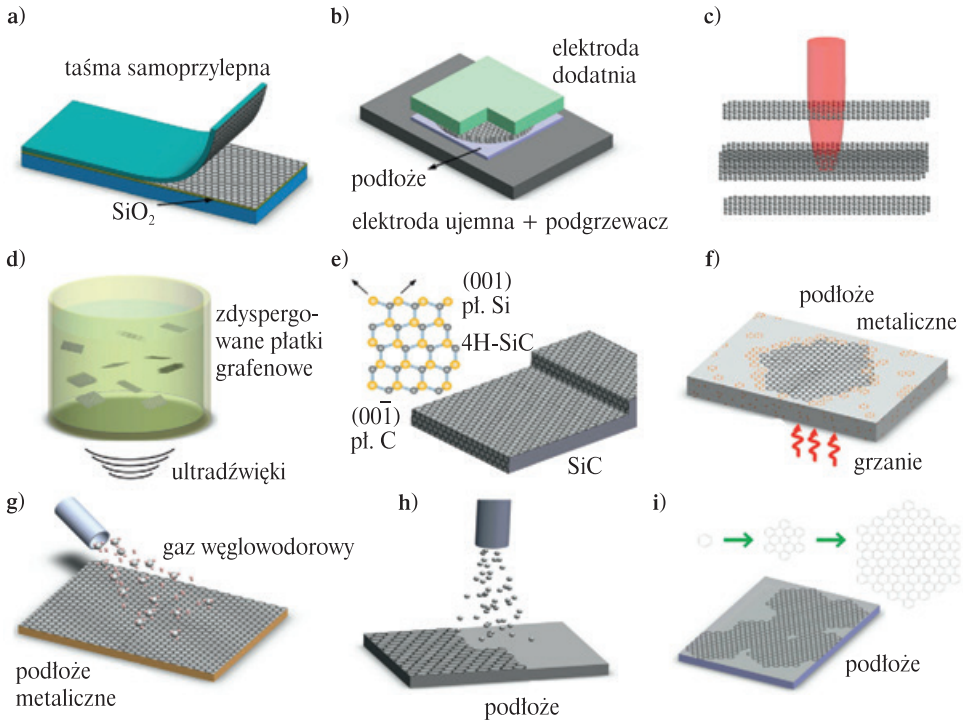 a)
taśma samoprzylepna
SiO₂
b)
elektroda
dodatnia
podłoże
elektroda ujemna + podgrzewacz
c)
d)
zdyspergo-
wane płatki
grafenowe
ultradźwięki
e)
(001)
pł. Si
4H-SiC
(001̅)
pł. C
SiC
f)
podłoże
metaliczne
grzanie
g)
gaz węglowodorowy
podłoże
metaliczne
h)
podłoże
i)
podłoże